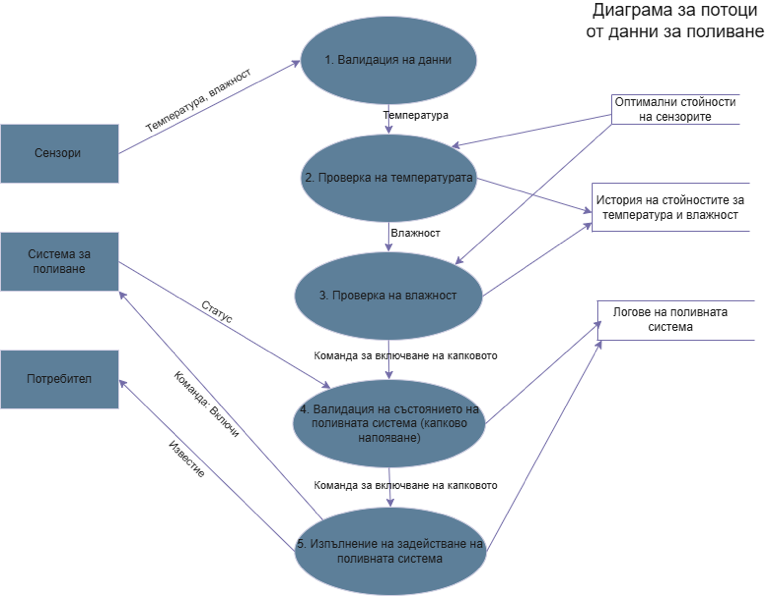 Диаграма за потоци
от данни за поливане
1. Валидация на данни
Температура, влажност
Температура
Оптимални стойности
на сензорите
Сензори
2. Проверка на температурата
История на стойностите за
температура и влажност
Влажност
Система за
поливане
3. Проверка на влажност
Статус
Логове на поливната
система
Команда за включване на капковото
Потребител
Команда: Включи
4. Валидация на състоянието на
поливната система (капково
напояване)
Известие
Команда за включване на капковото
5. Изпълнение на задействане на
поливната система